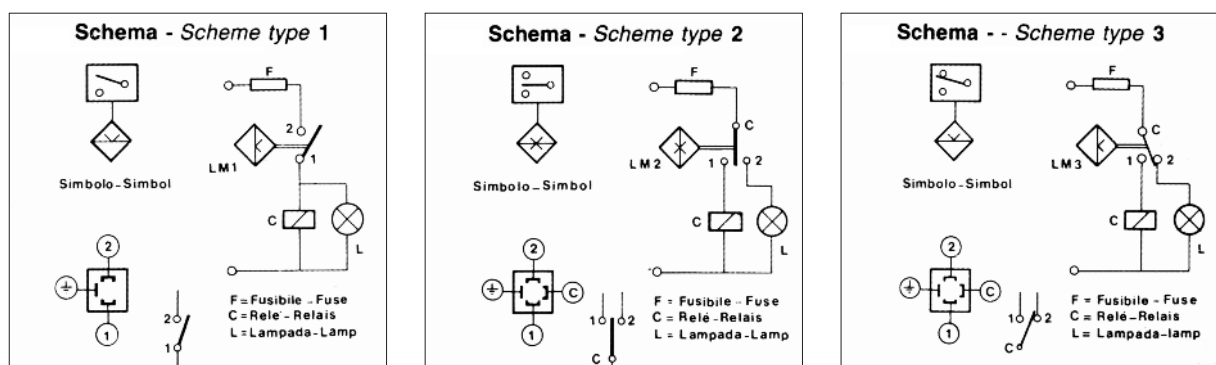 Schema - Scheme type 1
F
2
1
LM1
Simbolo-Simbol
C
L
2
1
2
1
F=Fusibile-Fuse
C=Relè-Relais
L=Lampada-Lamp
Schema - Scheme type 2
F
C
LM2
1
2
Simbolo-Simbol
C
L
2
C
1
1
2
C
F=Fusibile-Fuse
C=Relé-Relais
L=Lampada-Lamp
Schema - - Scheme type 3
F
C
LM3
1
2
Simbolo-Simbol
C
L
2
C
1
1
2
C
F=Fusibile-Fuse
C=Relé-Relais
L=Lampada-lamp